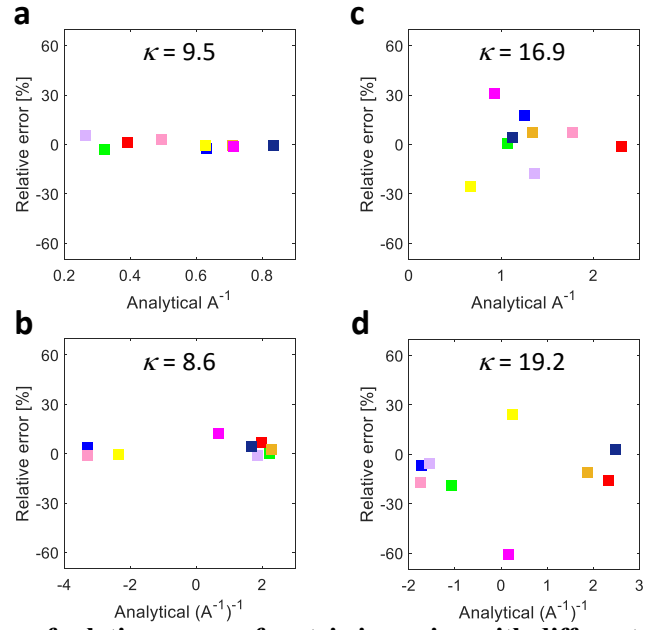 a
κ = 9.5
Relative error [%]
60
30
0
-30
-60
0.2 0.4 0.6 0.8
Analytical A⁻¹
c
κ = 16.9
Relative error [%]
60
30
0
-30
-60
0 1 2
Analytical A⁻¹
b
κ = 8.6
Relative error [%]
60
30
0
-30
-60
-4 -2 0 2
Analytical (A⁻¹)⁻¹
d
κ = 19.2
Relative error [%]
60
30
0
-30
-60
-2 -1 0 1 2 3
Analytical (A⁻¹)⁻¹